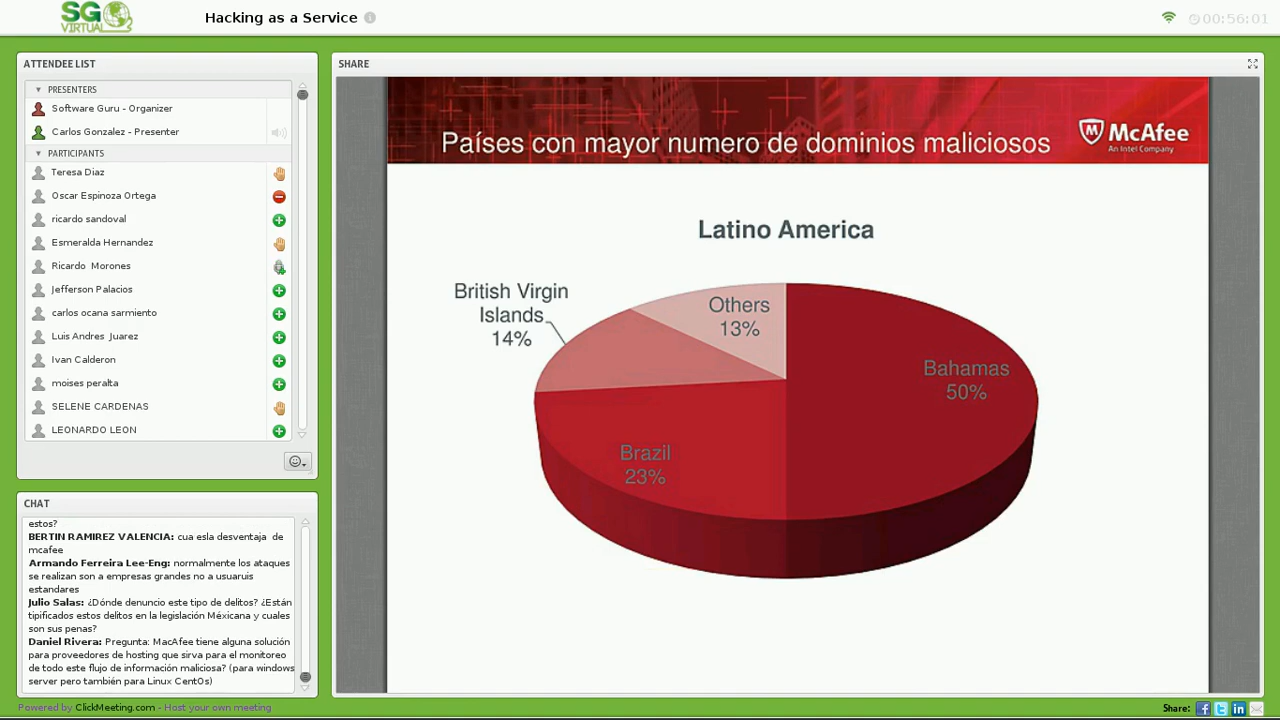 SG
VIRTUAL
Hacking as a Service
00:56:01
ATTENDEE LIST
PRESENTERS
Software Guru - Organizer
Carlos Gonzalez - Presenter
PARTICIPANTS
Teresa Diaz
Oscar Espinoza Ortega
ricardo sandoval
Esmeralda Hernandez
Ricardo Morones
Jefferson Palacios
carlos ocana sarmiento
Luis Andres Juarez
Ivan Calderon
moises peralta
SELENE CARDENAS
LEONARDO LEON
CHAT
estos?
BERTIN RAMIREZ VALENCIA: cua esla desventaja de
mcafee
Armando Ferreira Lee-Eng: normalmente los ataques
se realizan son a empresas grandes no a usuaruis
estandares
Julio Salas: ¿Dónde denuncio este tipo de delitos? ¿Están
tipificados estos delitos en la legislación Méxicana y cuales
son sus penas?
Daniel Rivera: Pregunta: MacAfee tiene alguna solución
para proveedores de hosting que sirva para el monitoreo
de todo este flujo de información maliciosa? (para windows
server pero también para Linux CentOs)
SHARE
Países con mayor numero de dominios maliciosos
McAfee
An Intel Company
Latino America
British Virgin
Islands
14%
Others
13%
Bahamas
50%
Brazil
23%
Powered by ClickMeeting.com - Host your own meeting
Share: